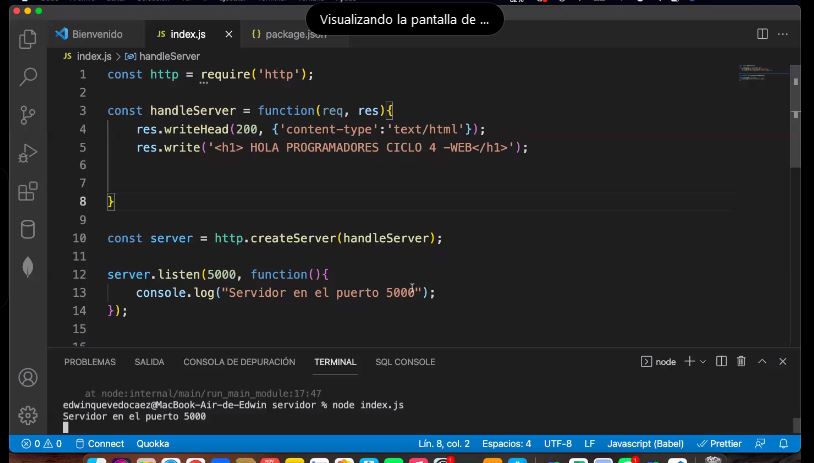 Visualizando la pantalla de ...
Bienvenido
JS index.js
{} package.json
JS index.js > handleServer
1 const http = require('http');
2
3 const handleServer = function(req, res){
4 res.writeHead(200, {'content-type':'text/html'});
5 res.write('<h1> HOLA PROGRAMADORES CICLO 4 -WEB</h1>');
6
7
8 }
9
10 const server = http.createServer(handleServer);
11
12 server.listen(5000, function(){
13 console.log("Servidor en el puerto 5000");
14 });
15
16
PROBLEMAS SALIDA CONSOLA DE DEPURACIÓN TERMINAL SQL CONSOLE
node
at node:internal/main/run_main_module:17:47
edwinquevedocaez@MacBook-Air-de-Edwin servidor % node index.js
Servidor en el puerto 5000
0 0 Connect Quokka Lín. 8, col. 2 Espacios: 4 UTF-8 LF Javascript (Babel) Prettier